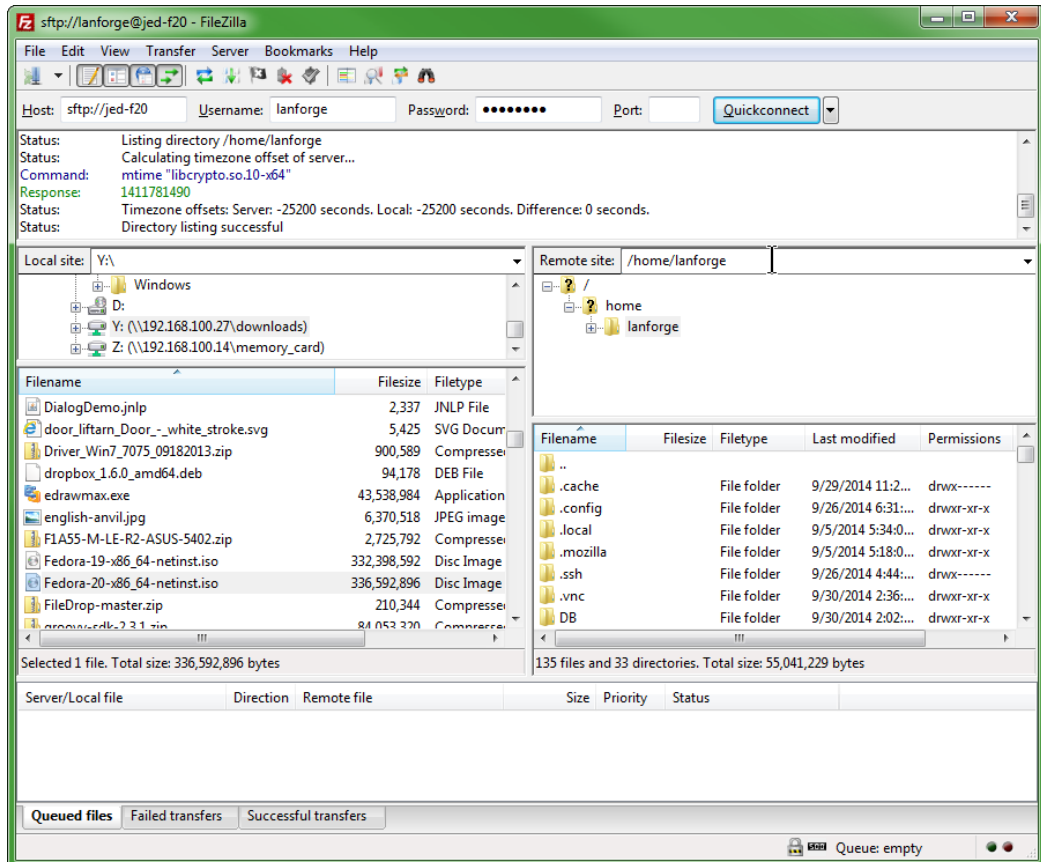 sftp://lanforge@jed-f20 - FileZilla
File Edit View Transfer Server Bookmarks Help
Host: sftp://jed-f20 Username: lanforge Password: •••••••• Port: Quickconnect
Status: Listing directory /home/lanforge
Status: Calculating timezone offset of server...
Command: mtime "libcrypto.so.10-x64"
Response: 1411781490
Status: Timezone offsets: Server: -25200 seconds. Local: -25200 seconds. Difference: 0 seconds.
Status: Directory listing successful
Local site: Y:\
Windows
D:
Y: (\\192.168.100.27\downloads)
Z: (\\192.168.100.14\memory_card)
Filename Filesize Filetype
DialogDemo.jnlp 2,337 JNLP File
door_liftarn_Door_-_white_stroke.svg 5,425 SVG Docum
Driver_Win7_7075_09182013.zip 900,589 Compresse
dropbox_1.6.0_amd64.deb 94,178 DEB File
edrawmax.exe 43,538,984 Application
english-anvil.jpg 6,370,518 JPEG image
F1A55-M-LE-R2-ASUS-5402.zip 2,725,792 Compresse
Fedora-19-x86_64-netinst.iso 332,398,592 Disc Image
Fedora-20-x86_64-netinst.iso 336,592,896 Disc Image
FileDrop-master.zip 210,344 Compresse
groovy-sdk-2.3.1.zip 84,053,320 Compresse
Selected 1 file. Total size: 336,592,896 bytes
Remote site: /home/lanforge
/
home
lanforge
Filename Filesize Filetype Last modified Permissions
..
.cache File folder 9/29/2014 11:2... drwx------
.config File folder 9/26/2014 6:31:... drwxr-xr-x
.local File folder 9/5/2014 5:34:0... drwxr-xr-x
.mozilla File folder 9/5/2014 5:18:0... drwxr-xr-x
.ssh File folder 9/26/2014 4:44:... drwx------
.vnc File folder 9/30/2014 2:36:... drwxr-xr-x
DB File folder 9/30/2014 2:02:... drwxr-xr-x
135 files and 33 directories. Total size: 55,041,229 bytes
Server/Local file Direction Remote file Size Priority Status
Queued files Failed transfers Successful transfers
Queue: empty